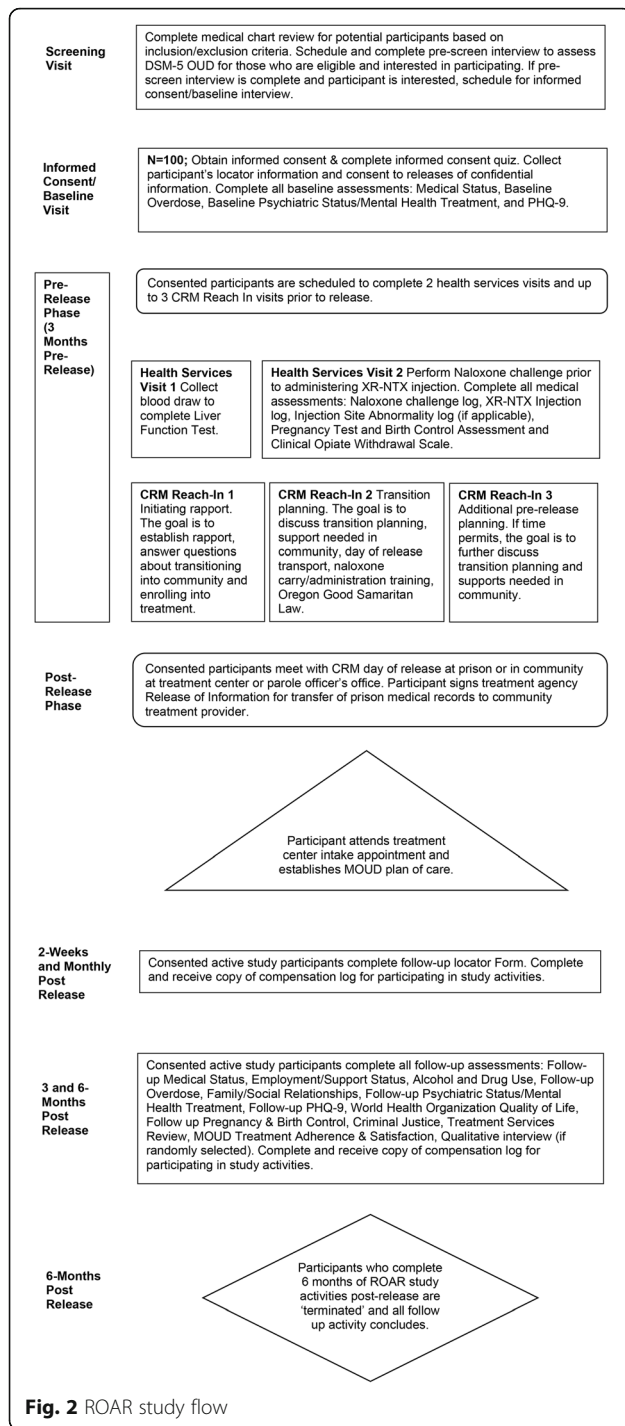 Screening
Visit
Complete medical chart review for potential participants based on
inclusion/exclusion criteria. Schedule and complete pre-screen interview to assess
DSM-5 OUD for those who are eligible and interested in participating. If pre-
screen interview is complete and participant is interested, schedule for informed
consent/baseline interview.
Informed
Consent/
Baseline
Visit
N=100; Obtain informed consent & complete informed consent quiz. Collect
participant's locator information and consent to releases of confidential
information. Complete all baseline assessments: Medical Status, Baseline
Overdose, Baseline Psychiatric Status/Mental Health Treatment, and PHQ-9.
Pre-
Release
Phase
(3
Months
Pre-
Release)
Consented participants are scheduled to complete 2 health services visits and up
to 3 CRM Reach In visits prior to release.
Health Services
Visit 1 Collect
blood draw to
complete Liver
Function Test.
Health Services Visit 2 Perform Naloxone challenge prior
to administering XR-NTX injection. Complete all medical
assessments: Naloxone challenge log, XR-NTX Injection
log, Injection Site Abnormality log (if applicable),
Pregnancy Test and Birth Control Assessment and
Clinical Opiate Withdrawal Scale.
CRM Reach-In 1
Initiating rapport.
The goal is to
establish rapport,
answer questions
about transitioning
into community and
enrolling into
treatment.
CRM Reach-In 2 Transition
planning. The goal is to
discuss transition planning,
support needed in
community, day of release
transport, naloxone
carry/administration training,
Oregon Good Samaritan
Law.
CRM Reach-In 3
Additional pre-release
planning. If time
permits, the goal is to
further discuss
transition planning and
supports needed in
community.
Post-
Release
Phase
Consented participants meet with CRM day of release at prison or in community
at treatment center or parole officer's office. Participant signs treatment agency
Release of Information for transfer of prison medical records to community
treatment provider.
Participant attends treatment
center intake appointment and
establishes MOUD plan of care.
2-Weeks
and Monthly
Post
Release
Consented active study participants complete follow-up locator Form. Complete
and receive copy of compensation log for participating in study activities.
3 and 6-
Months
Post
Release
Consented active study participants complete all follow-up assessments: Follow-
up Medical Status, Employment/Support Status, Alcohol and Drug Use, Follow-up
Overdose, Family/Social Relationships, Follow-up Psychiatric Status/Mental
Health Treatment, Follow-up PHQ-9, World Health Organization Quality of Life,
Follow up Pregnancy & Birth Control, Criminal Justice, Treatment Services
Review, MOUD Treatment Adherence & Satisfaction, Qualitative interview (if
randomly selected). Complete and receive copy of compensation log for
participating in study activities.
6-Months
Post
Release
Participants who complete
6 months of ROAR study
activities post-release are
'terminated' and all follow
up activity concludes.
Fig. 2 ROAR study flow